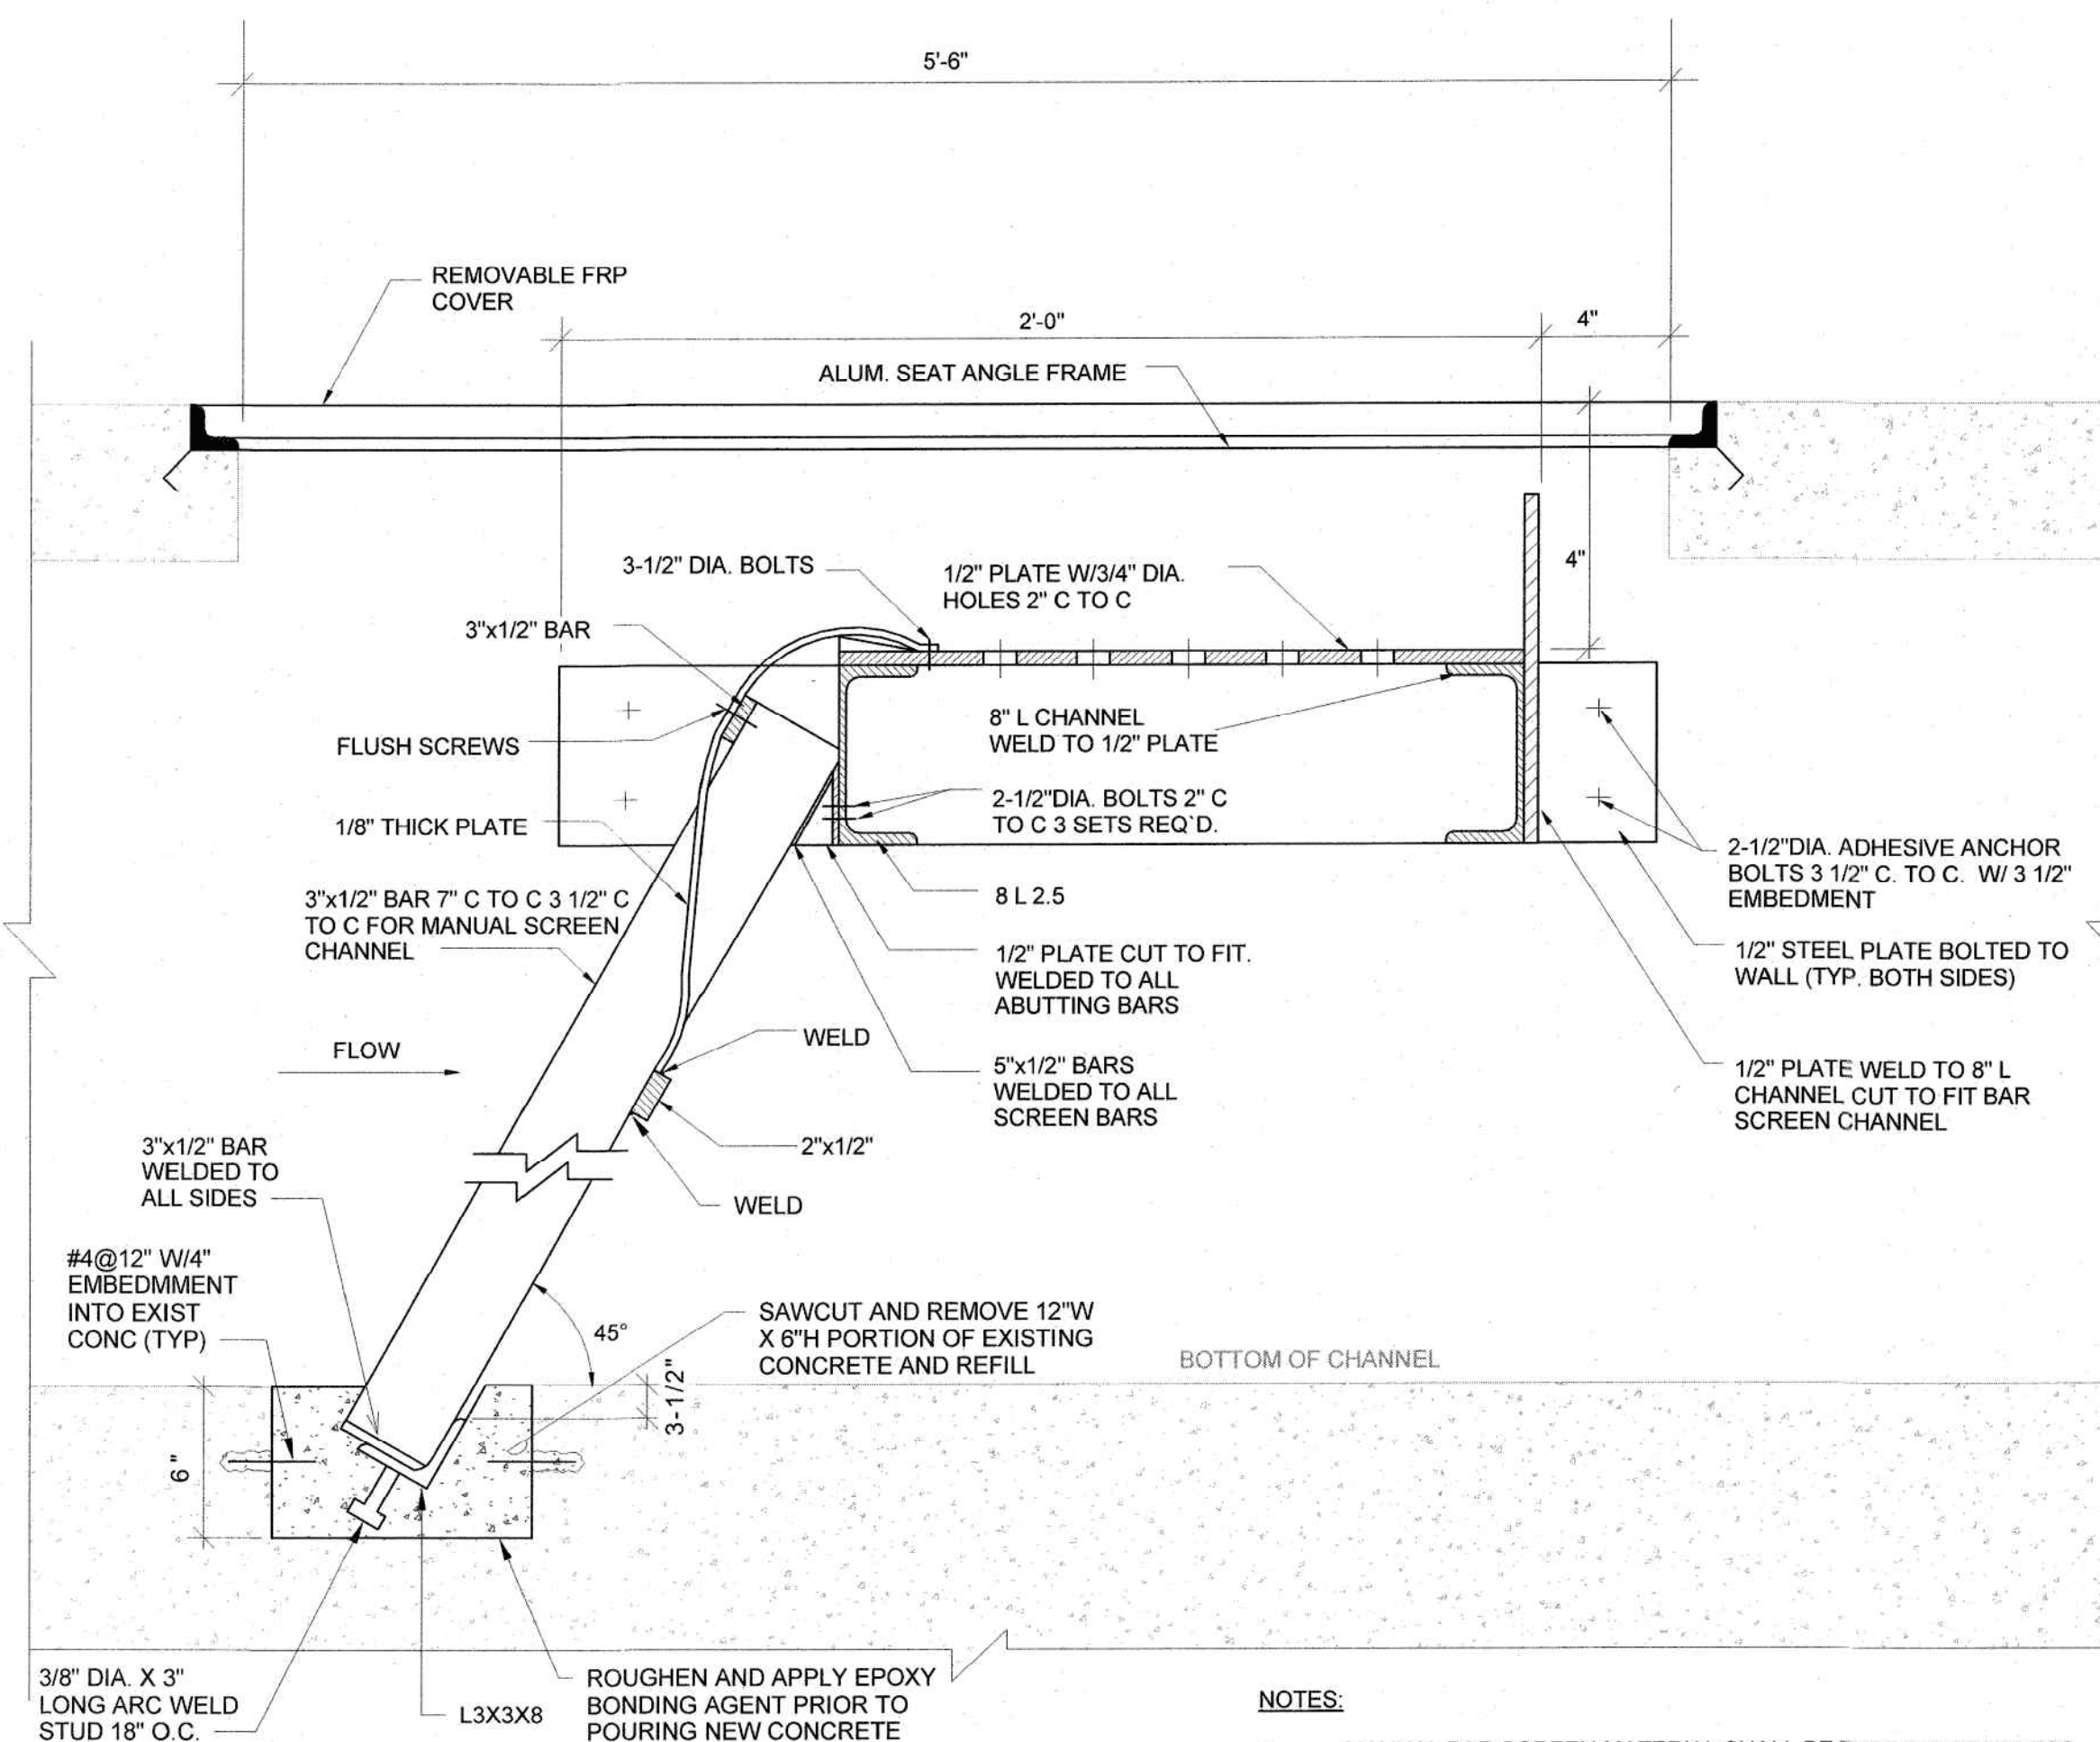 5'-6"
REMOVABLE FRP
COVER
2'-0"
4"
ALUM. SEAT ANGLE FRAME
3-1/2" DIA. BOLTS
1/2" PLATE W/3/4" DIA.
HOLES 2" C TO C
4"
3"x1/2" BAR
FLUSH SCREWS
8" L CHANNEL
WELD TO 1/2" PLATE
1/8" THICK PLATE
2-1/2"DIA. BOLTS 2" C
TO C 3 SETS REQ`D.
2-1/2"DIA. ADHESIVE ANCHOR
BOLTS 3 1/2" C. TO C. W/ 3 1/2"
EMBEDMENT
3"x1/2" BAR 7" C TO C 3 1/2" C
TO C FOR MANUAL SCREEN
CHANNEL
8 L 2.5
1/2" PLATE CUT TO FIT.
WELDED TO ALL
ABUTTING BARS
1/2" STEEL PLATE BOLTED TO
WALL (TYP. BOTH SIDES)
FLOW
WELD
5"x1/2" BARS
WELDED TO ALL
SCREEN BARS
1/2" PLATE WELD TO 8" L
CHANNEL CUT TO FIT BAR
SCREEN CHANNEL
2"x1/2"
3"x1/2" BAR
WELDED TO
ALL SIDES
WELD
#4@12" W/4"
EMBEDMMENT
INTO EXIST
CONC (TYP)
45°
SAWCUT AND REMOVE 12"W
X 6"H PORTION OF EXISTING
CONCRETE AND REFILL
BOTTOM OF CHANNEL
3-1/2"
6"
3/8" DIA. X 3"
LONG ARC WELD
STUD 18" O.C.
L3X3X8
ROUGHEN AND APPLY EPOXY
BONDING AGENT PRIOR TO
POURING NEW CONCRETE
NOTES: